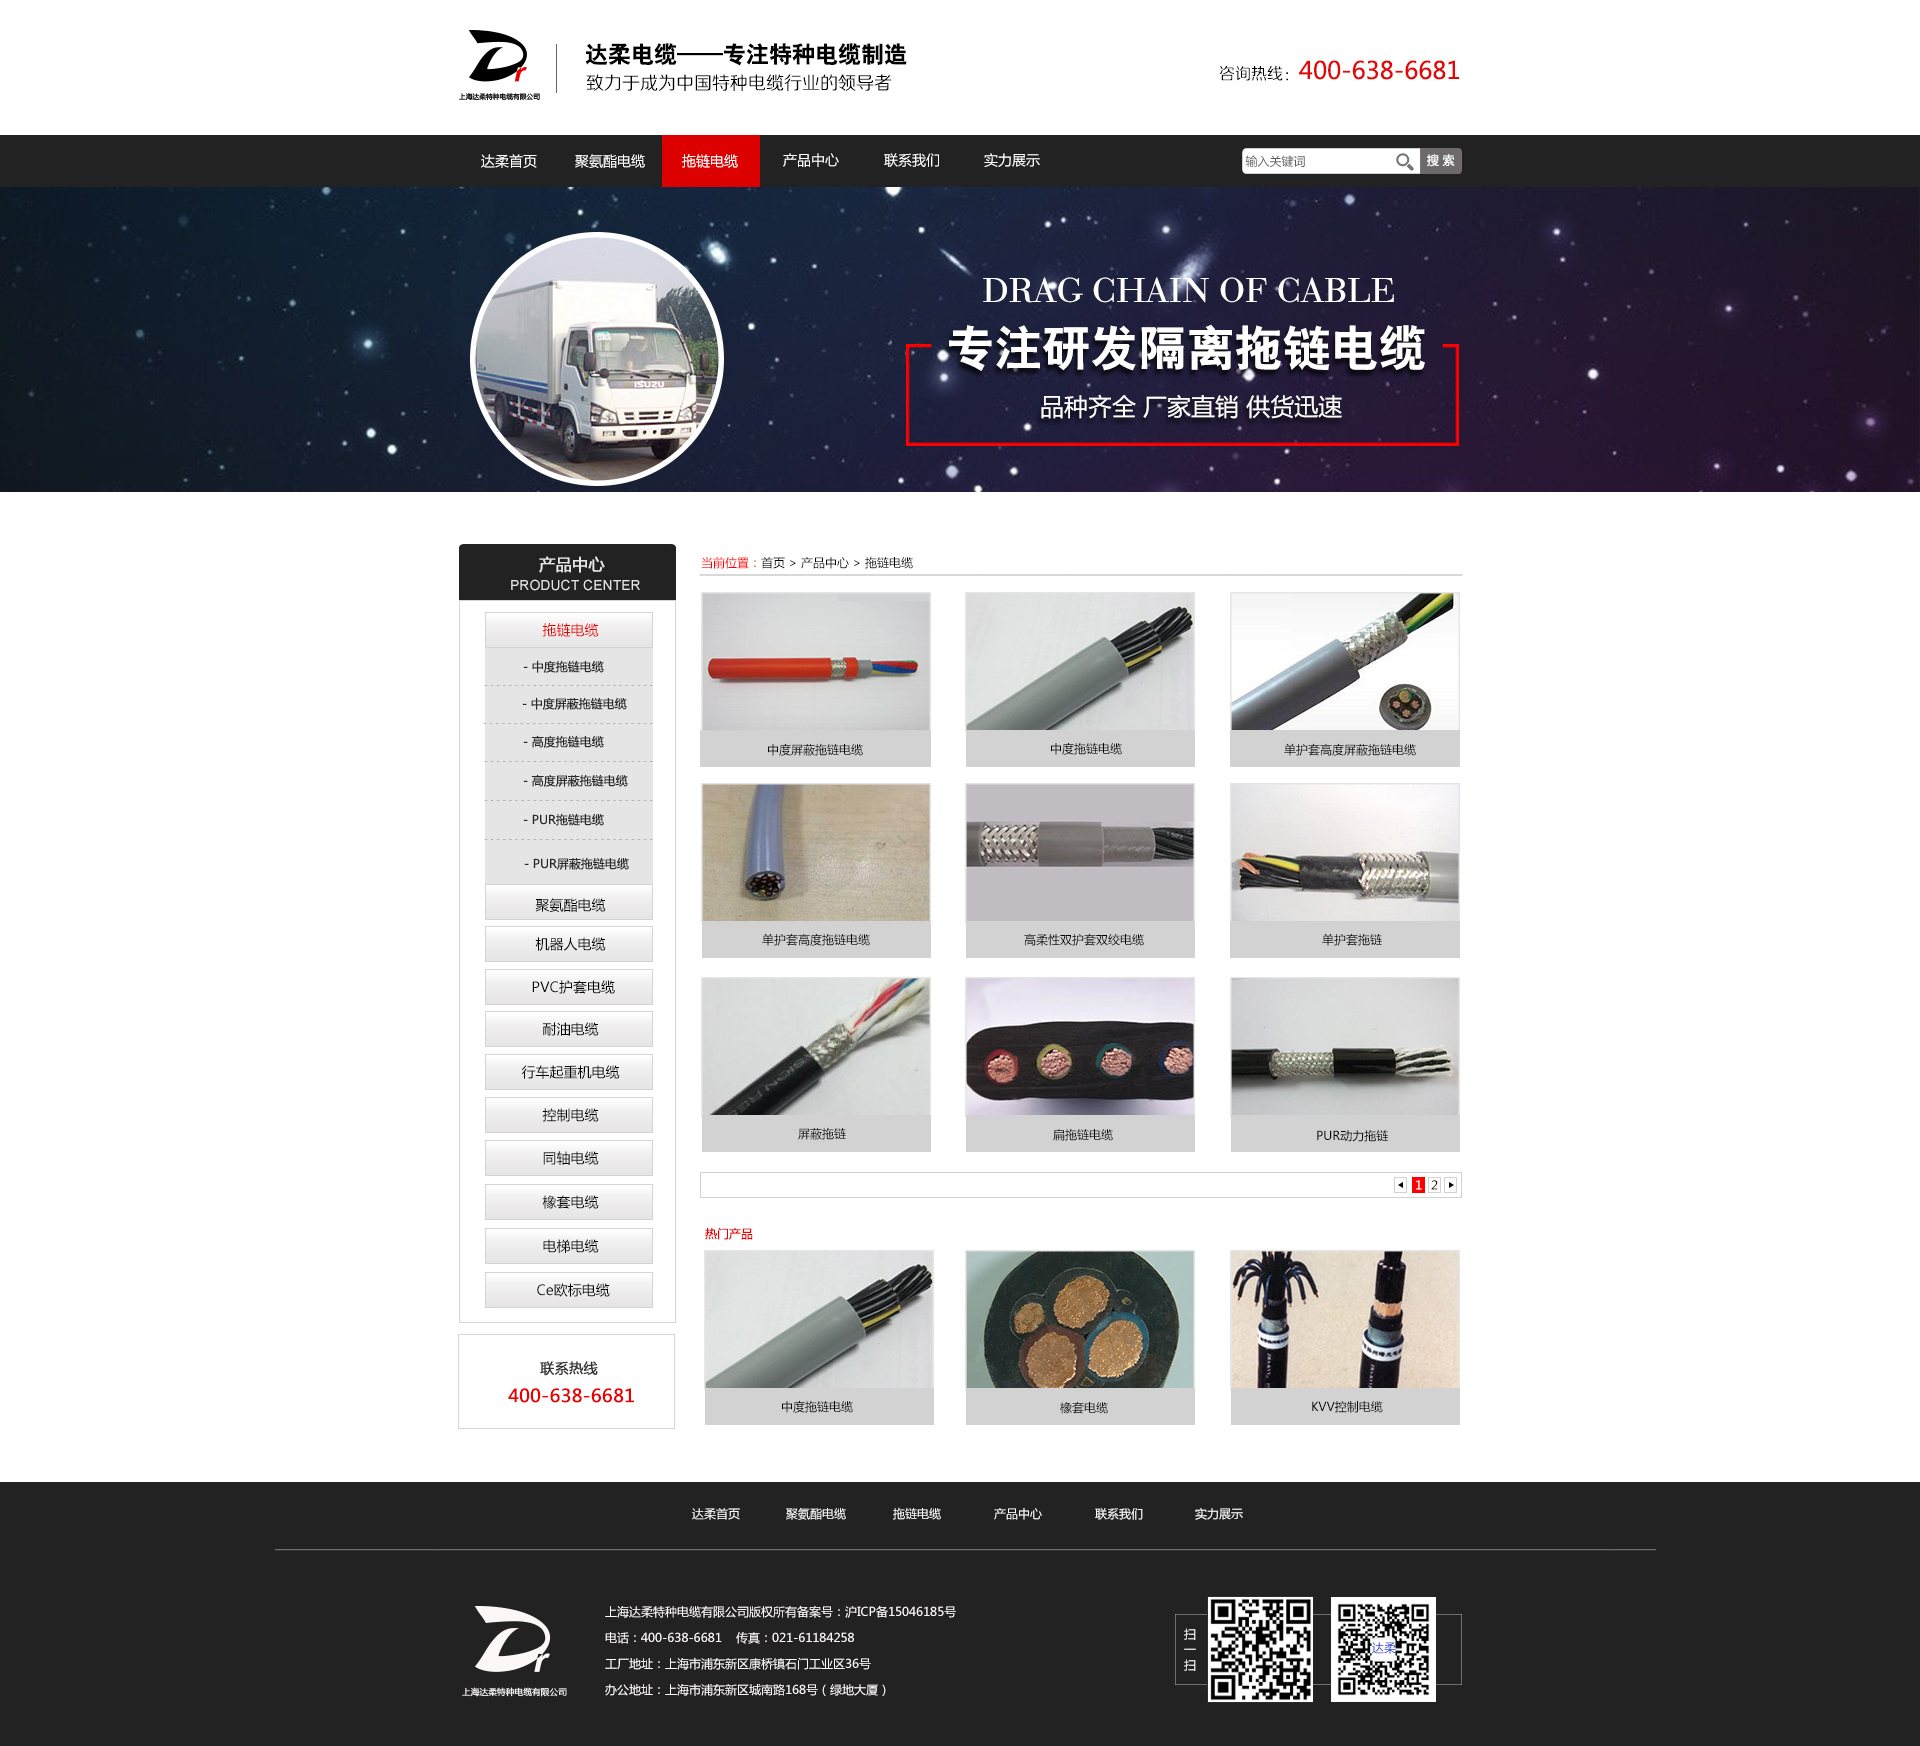 Dr
上海达柔特种电缆有限公司
达柔电缆——专注特种电缆制造
致力于成为中国特种电缆行业的领导者
咨询热线：400-638-6681
达柔首页 聚氨酯电缆 拖链电缆 产品中心 联系我们 实力展示
输入关键词 搜 索
DRAG CHAIN OF CABLE
专注研发隔离拖链电缆
品种齐全 厂家直销 供货迅速
ISUZU
产品中心
PRODUCT CENTER
拖链电缆
- 中度拖链电缆
- 中度屏蔽拖链电缆
- 高度拖链电缆
- 高度屏蔽拖链电缆
- PUR拖链电缆
- PUR屏蔽拖链电缆
聚氨酯电缆
机器人电缆
PVC护套电缆
耐油电缆
行车起重机电缆
控制电缆
同轴电缆
橡套电缆
电梯电缆
Ce欧标电缆
联系热线
400-638-6681
当前位置：首页 > 产品中心 > 拖链电缆
中度屏蔽拖链电缆 中度拖链电缆 单护套高度屏蔽拖链电缆
单护套高度拖链电缆 高柔性双护套双绞电缆 单护套拖链
屏蔽拖链 扁拖链电缆 PUR动力拖链
1 2
热门产品
中度拖链电缆 橡套电缆 KVV控制电缆
达柔首页 聚氨酯电缆 拖链电缆 产品中心 联系我们 实力展示
Dr
上海达柔特种电缆有限公司
上海达柔特种电缆有限公司版权所有备案号：沪ICP备15046185号
电话：400-638-6681 传真：021-61184258
工厂地址：上海市浦东新区康桥镇石门工业区36号
办公地址：上海市浦东新区城南路168号（绿地大厦）
扫一扫
达柔